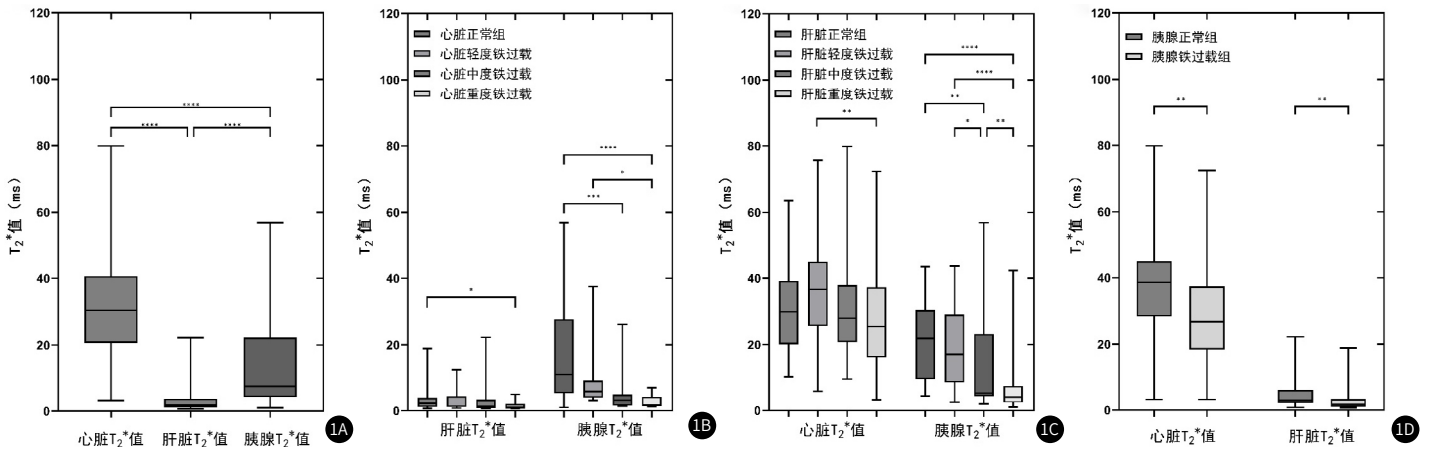 120
100
80
60
40
20
0
T2*值（ms）
****
****
****
心脏T2*值
肝脏T2*值
胰腺T2*值
1A
120
100
80
60
40
20
0
T2*值（ms）
心脏正常组
心脏轻度铁过载
心脏中度铁过载
心脏重度铁过载
****
*
***
*
肝脏T2*值
胰腺T2*值
1B
120
100
80
60
40
20
0
T2*值（ms）
肝脏正常组
肝脏轻度铁过载
肝脏中度铁过载
肝脏重度铁过载
****
****
**
**
*
**
心脏T2*值
胰腺T2*值
1C
120
100
80
60
40
20
0
T2*值（ms）
胰腺正常组
胰腺铁过载组
**
**
心脏T2*值
肝脏T2*值
1D